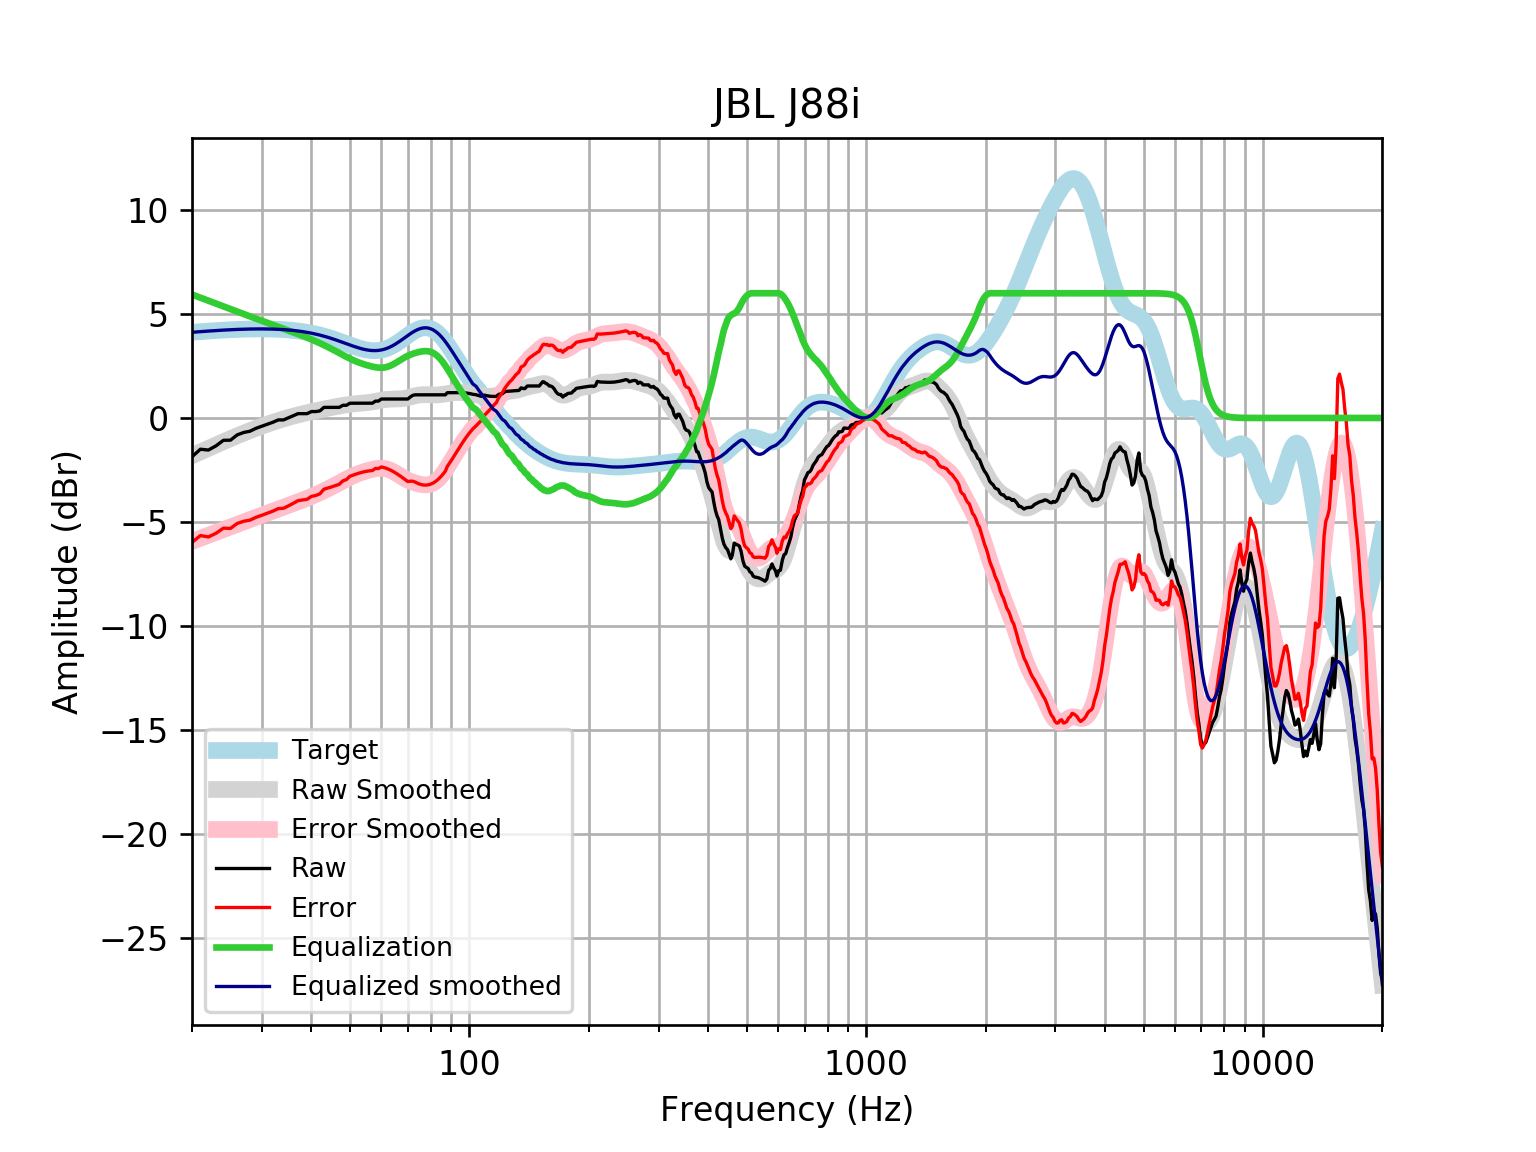 JBL J88i
10
5
0
−5
−10
−15
−20
−25
Amplitude (dBr)
Target
Raw Smoothed
Error Smoothed
Raw
Error
Equalization
Equalized smoothed
100
1000
10000
Frequency (Hz)